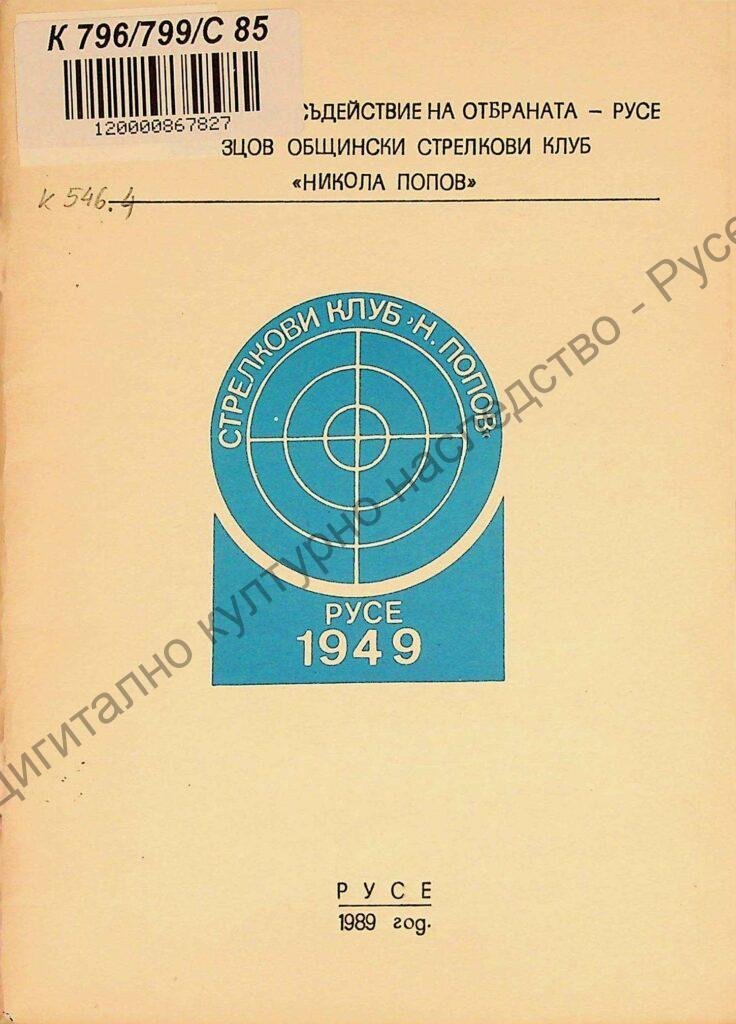 К 796/799/С 85
120000867827
СЪДЕЙСТВИЕ НА ОТБРАНАТА – РУСЕ
ЗЦОВ ОБЩИНСКИ СТРЕЛКОВИ КЛУБ
«НИКОЛА ПОПОВ»
К 546.4
СТРЕЛКОВИ КЛУБ "Н. ПОПОВ"
РУСЕ
1949
Дигитално културно наследство - Русе
РУСЕ
1989 год.